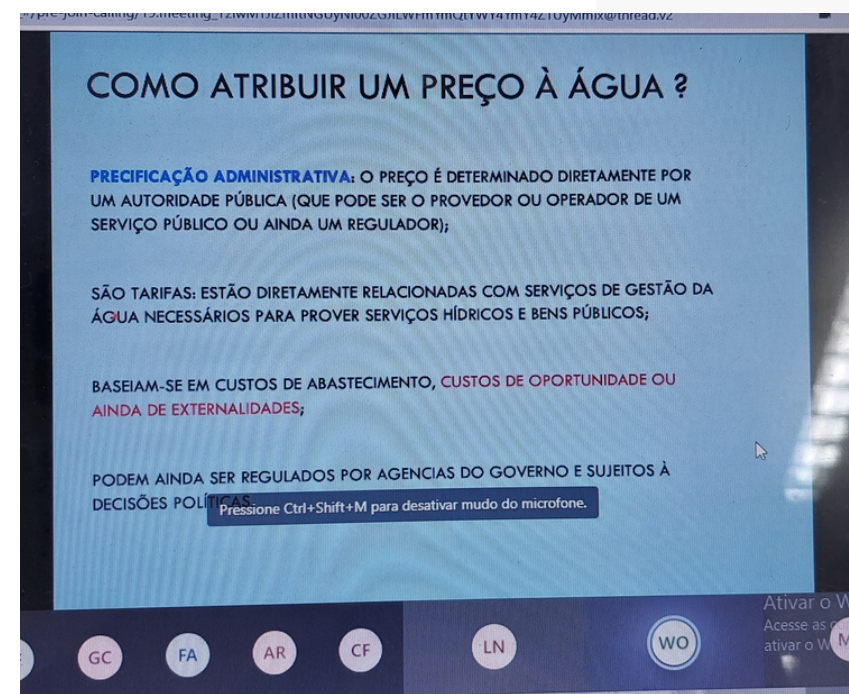 COMO ATRIBUIR UM PREÇO À ÁGUA ?
PRECIFICAÇÃO ADMINISTRATIVA: O PREÇO É DETERMINADO DIRETAMENTE POR
UM AUTORIDADE PÚBLICA (QUE PODE SER O PROVEDOR OU OPERADOR DE UM
SERVIÇO PÚBLICO OU AINDA UM REGULADOR);
SÃO TARIFAS: ESTÃO DIRETAMENTE RELACIONADAS COM SERVIÇOS DE GESTÃO DA
ÁGUA NECESSÁRIOS PARA PROVER SERVIÇOS HÍDRICOS E BENS PÚBLICOS;
BASEIAM-SE EM CUSTOS DE ABASTECIMENTO, CUSTOS DE OPORTUNIDADE OU
AINDA DE EXTERNALIDADES;
PODEM AINDA SER REGULADOS POR AGENCIAS DO GOVERNO E SUJEITOS À
DECISÕES POLÍTICAS
Pressione Ctrl+Shift+M para desativar mudo do microfone.
Ativar o W
Acesse as
ativar o W
GC FA AR CF LN WO M